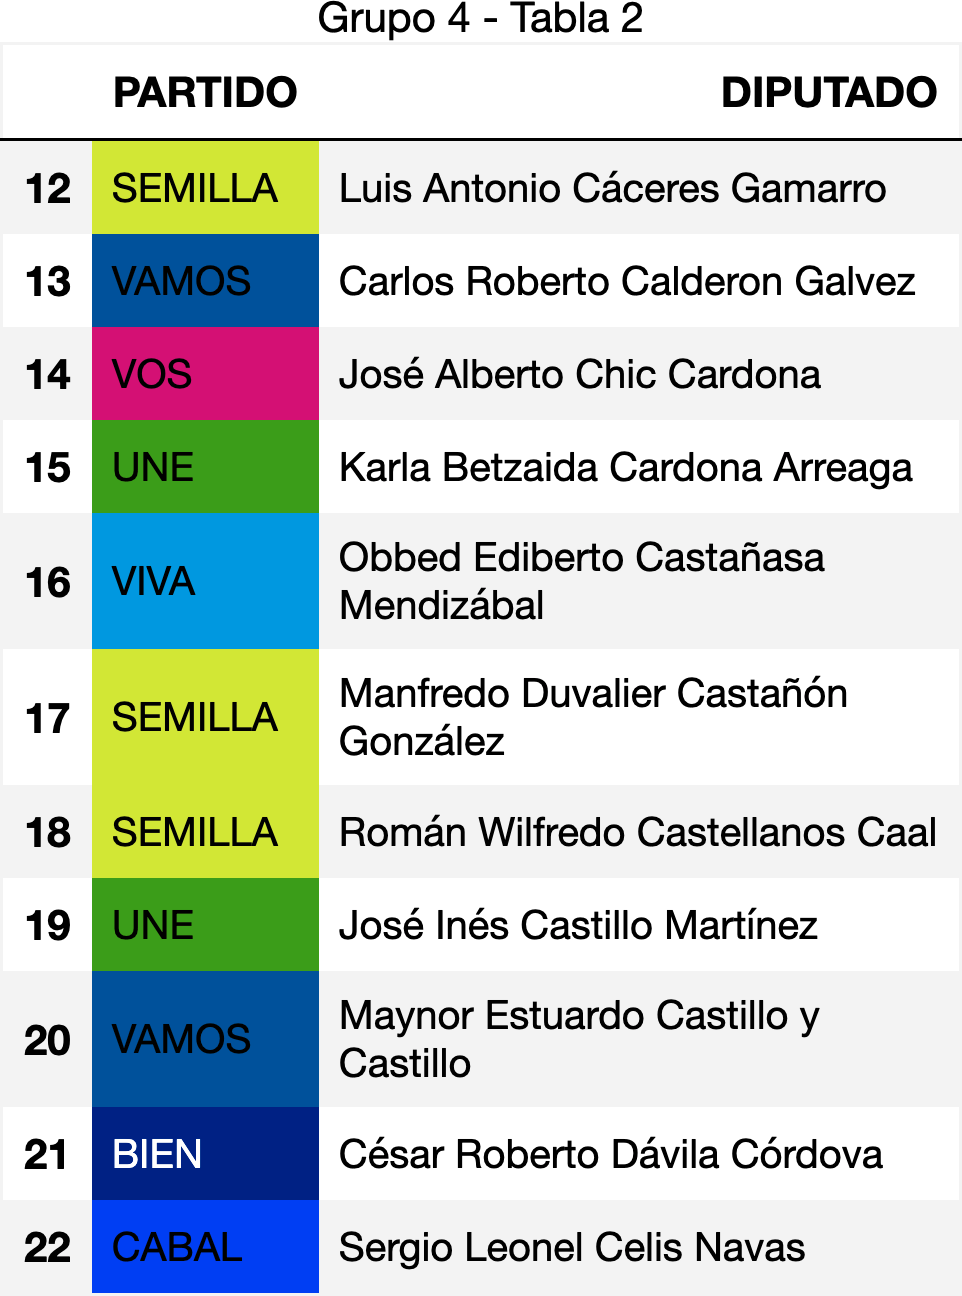 Grupo 4 - Tabla 2
PARTIDO DIPUTADO
12 SEMILLA Luis Antonio Cáceres Gamarro
13 VAMOS Carlos Roberto Calderon Galvez
14 VOS José Alberto Chic Cardona
15 UNE Karla Betzaida Cardona Arreaga
16 VIVA Obbed Ediberto Castañasa
Mendizábal
17 SEMILLA Manfredo Duvalier Castañón
González
18 SEMILLA Román Wilfredo Castellanos Caal
19 UNE José Inés Castillo Martínez
20 VAMOS Maynor Estuardo Castillo y
Castillo
21 BIEN César Roberto Dávila Córdova
22 CABAL Sergio Leonel Celis Navas